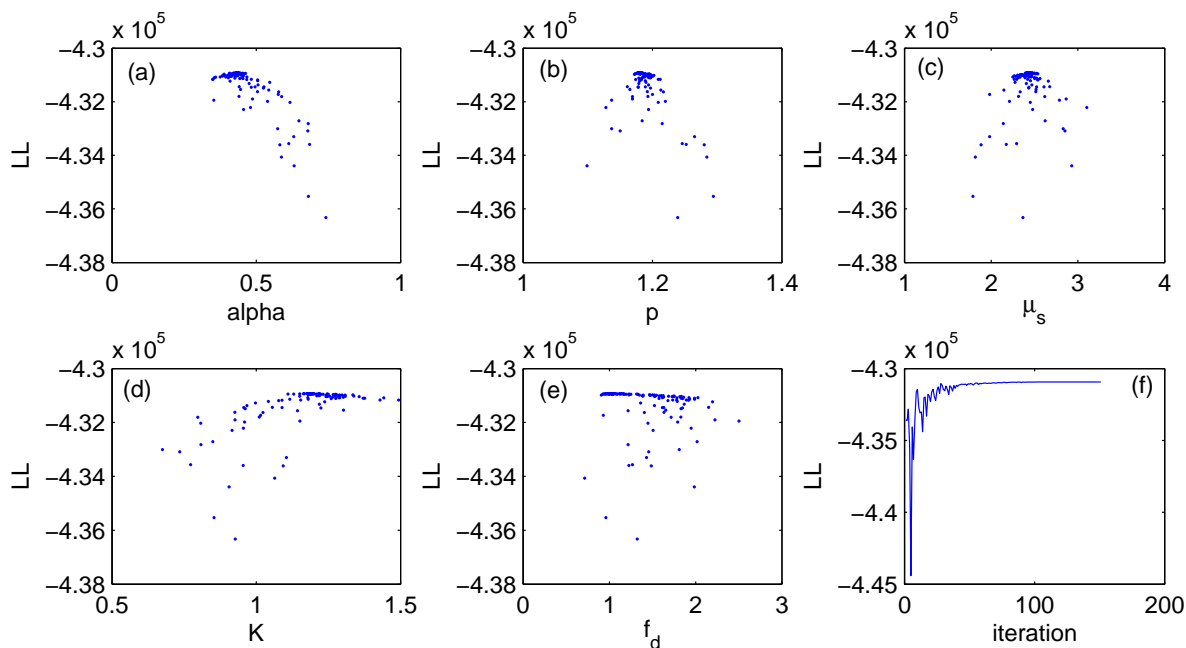 x 10^5 x 10^5 x 10^5
−4.3 −4.3 −4.3
(a) (b) (c)
−4.32 −4.32 −4.32
LL LL LL
−4.34 −4.34 −4.34
−4.36 −4.36 −4.36
−4.38 −4.38 −4.38
0 0.5 1 1 1.2 1.4 1 2 3 4
alpha p μ_s
x 10^5 x 10^5 x 10^5
−4.3 −4.3 −4.3
(d) (e) (f)
−4.32 −4.32
−4.35
LL −4.34 LL −4.34 LL
−4.4
−4.36 −4.36
−4.38 −4.38 −4.45
0.5 1 1.5 0 1 2 3 0 100 200
K f_d iteration